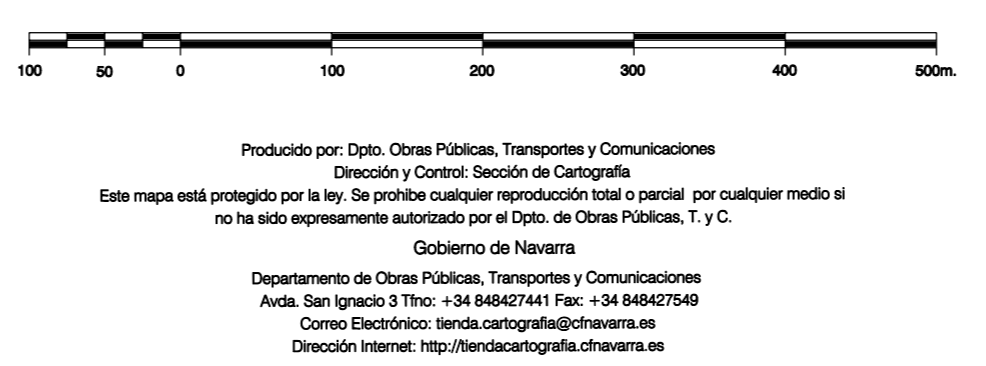 100 50 0 100 200 300 400 500m.
Producido por: Dpto. Obras Públicas, Transportes y Comunicaciones
Dirección y Control: Sección de Cartografía
Este mapa está protegido por la ley. Se prohibe cualquier reproducción total o parcial por cualquier medio si
no ha sido expresamente autorizado por el Dpto. de Obras Públicas, T. y C.
Gobierno de Navarra
Departamento de Obras Públicas, Transportes y Comunicaciones
Avda. San Ignacio 3 Tfno: +34 848427441 Fax: +34 848427549
Correo Electrónico: tienda.cartografia@cfnavarra.es
Dirección Internet: http://tiendacartografia.cfnavarra.es